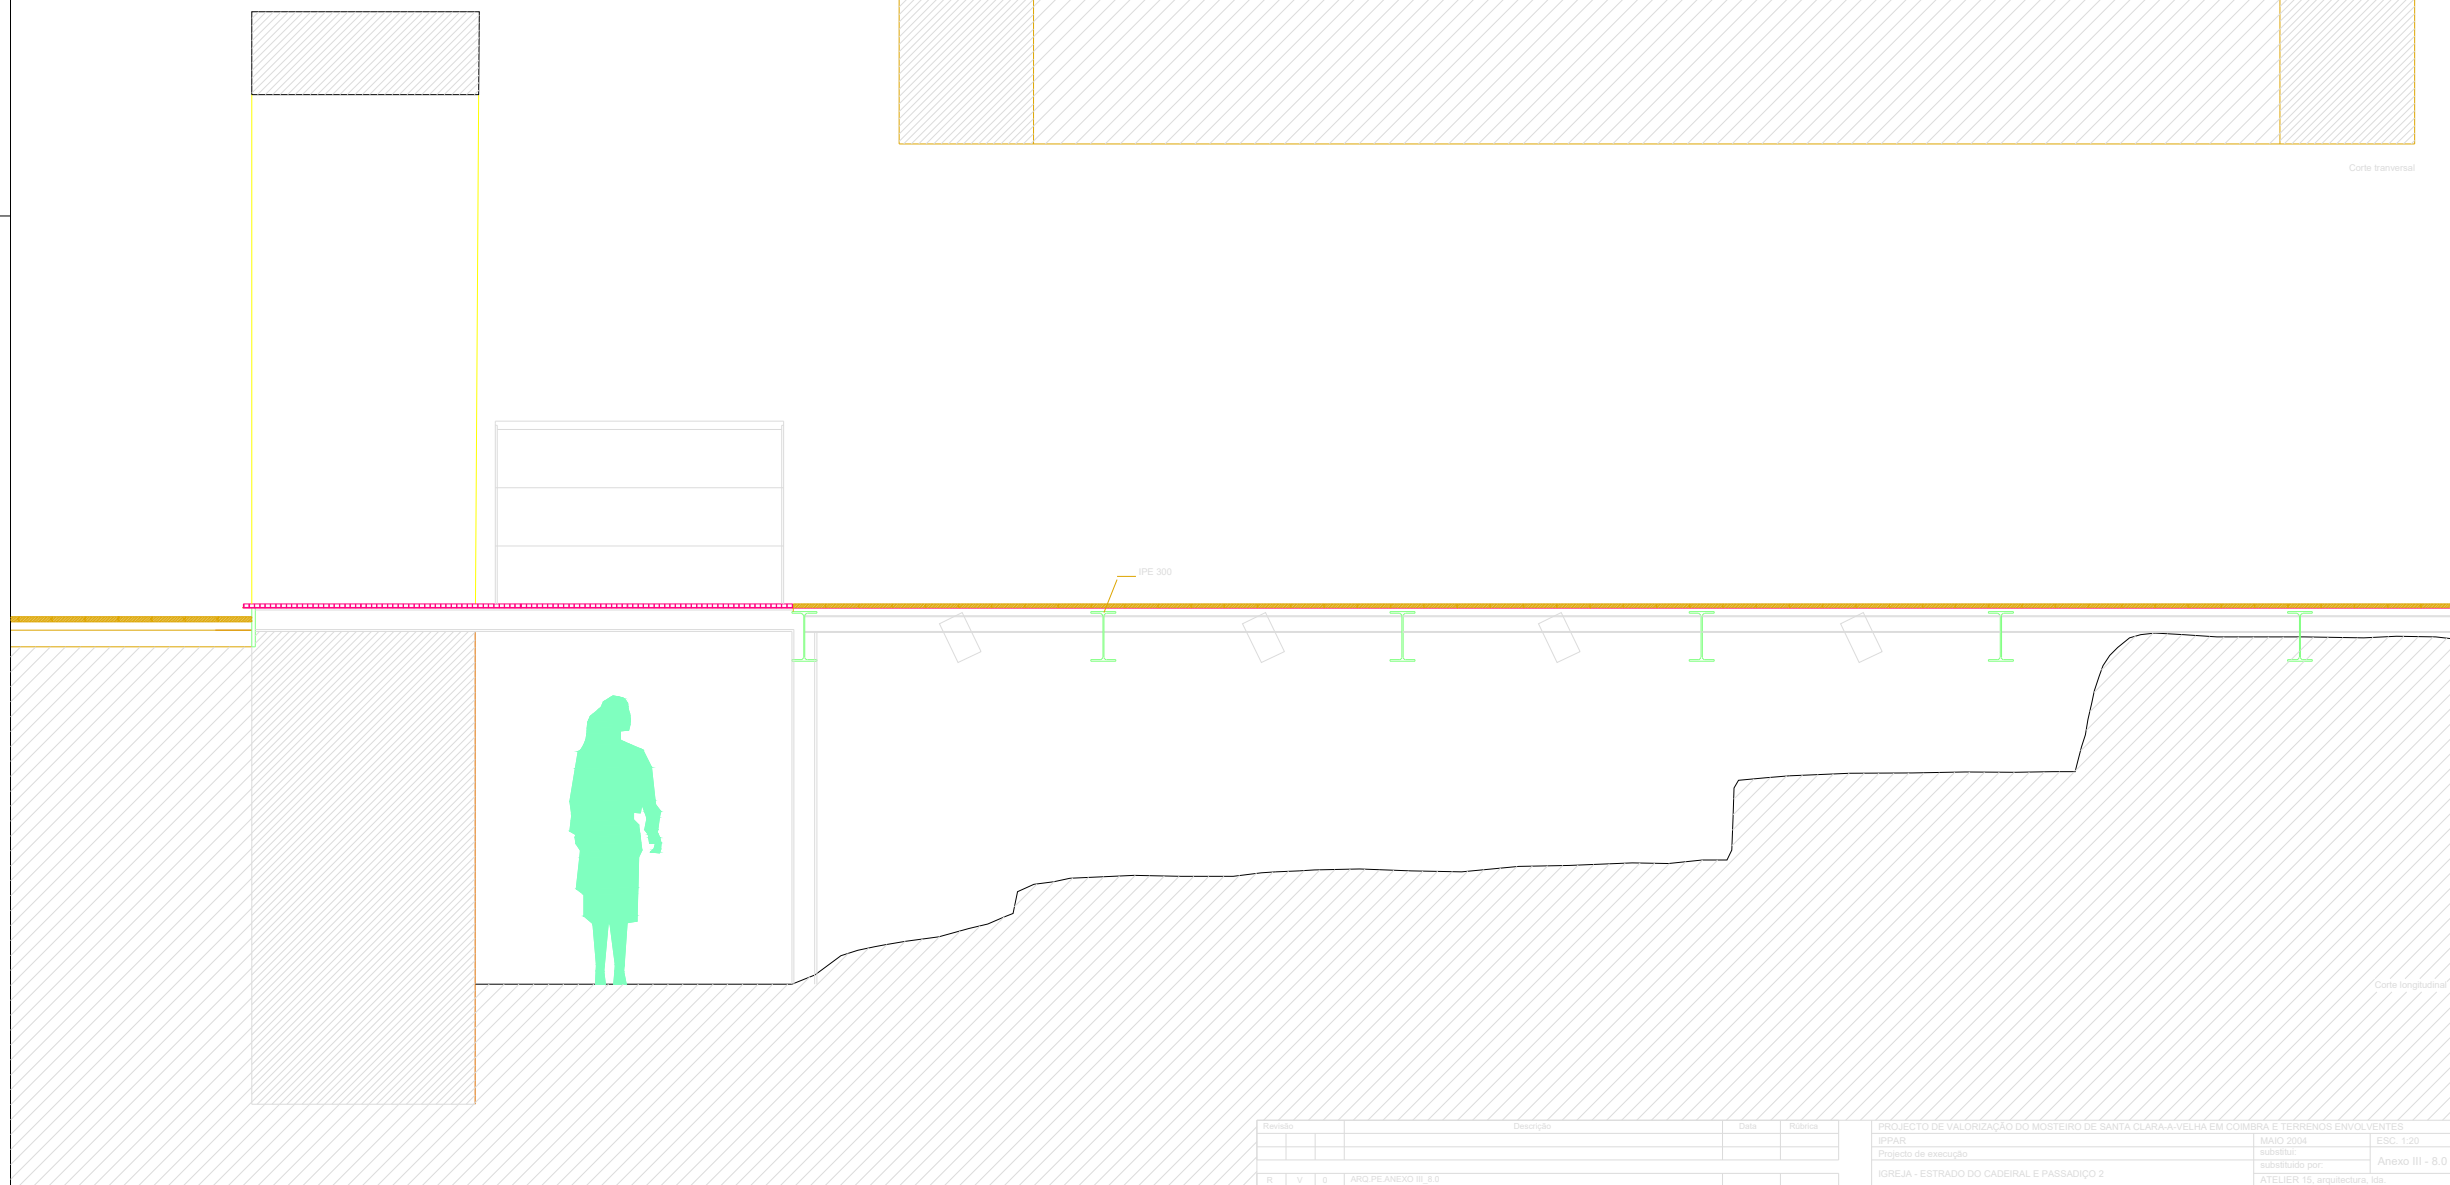 Corte tranversal
IPE 300
Corte longitudinal
Revisão Descrição Data Rúbrica
R V 0 ARQ.PE.ANEXO III_8.0
PROJECTO DE VALORIZAÇÃO DO MOSTEIRO DE SANTA CLARA-A-VELHA EM COIMBRA E TERRENOS ENVOLVENTES
IPPAR MAIO 2004 ESC. 1:20
Projecto de execução substitui:
substituido por: Anexo III - 8.0
IGREJA - ESTRADO DO CADEIRAL E PASSADIÇO 2
ATELIER 15, arquitectura, lda.